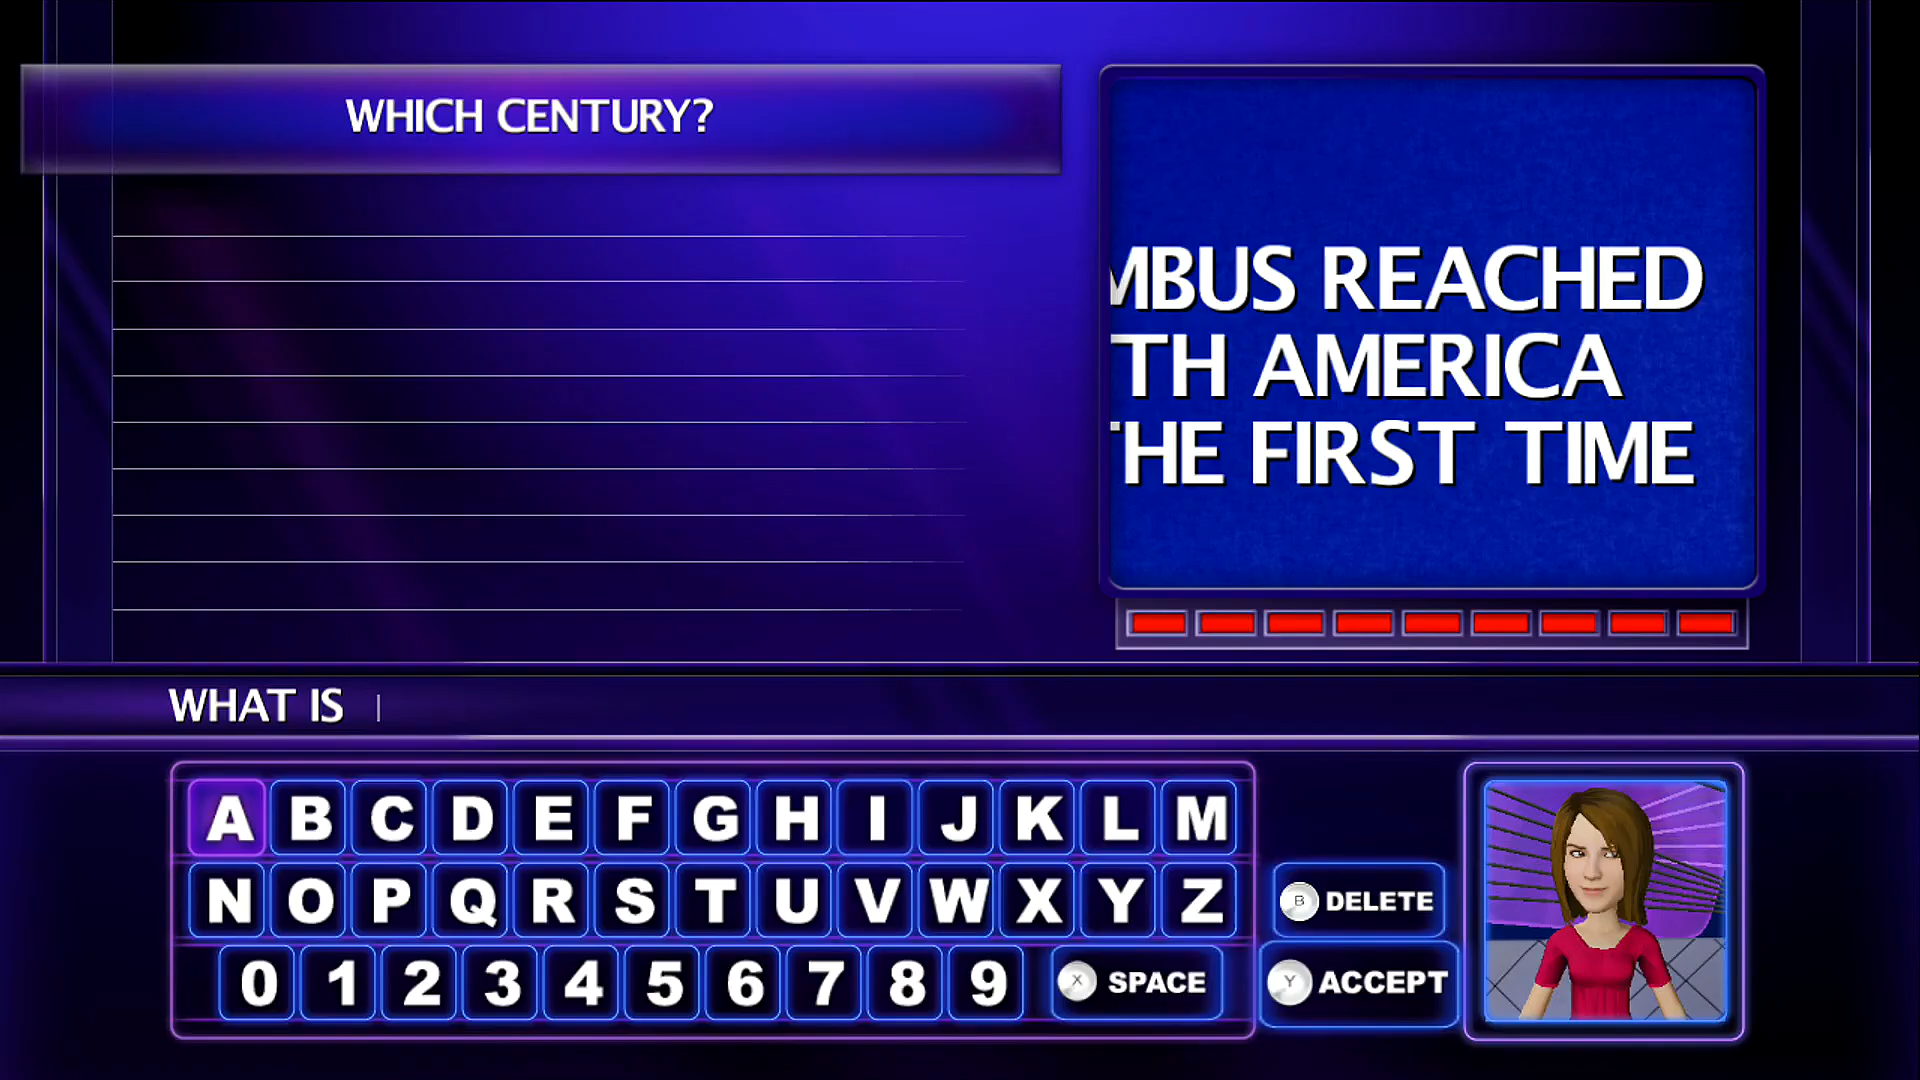 WHICH CENTURY?
MBUS REACHED
TH AMERICA
THE FIRST TIME
WHAT IS
A B C D E F G H I J K L M
N O P Q R S T U V W X Y Z
B DELETE
0 1 2 3 4 5 6 7 8 9
X SPACE
Y ACCEPT